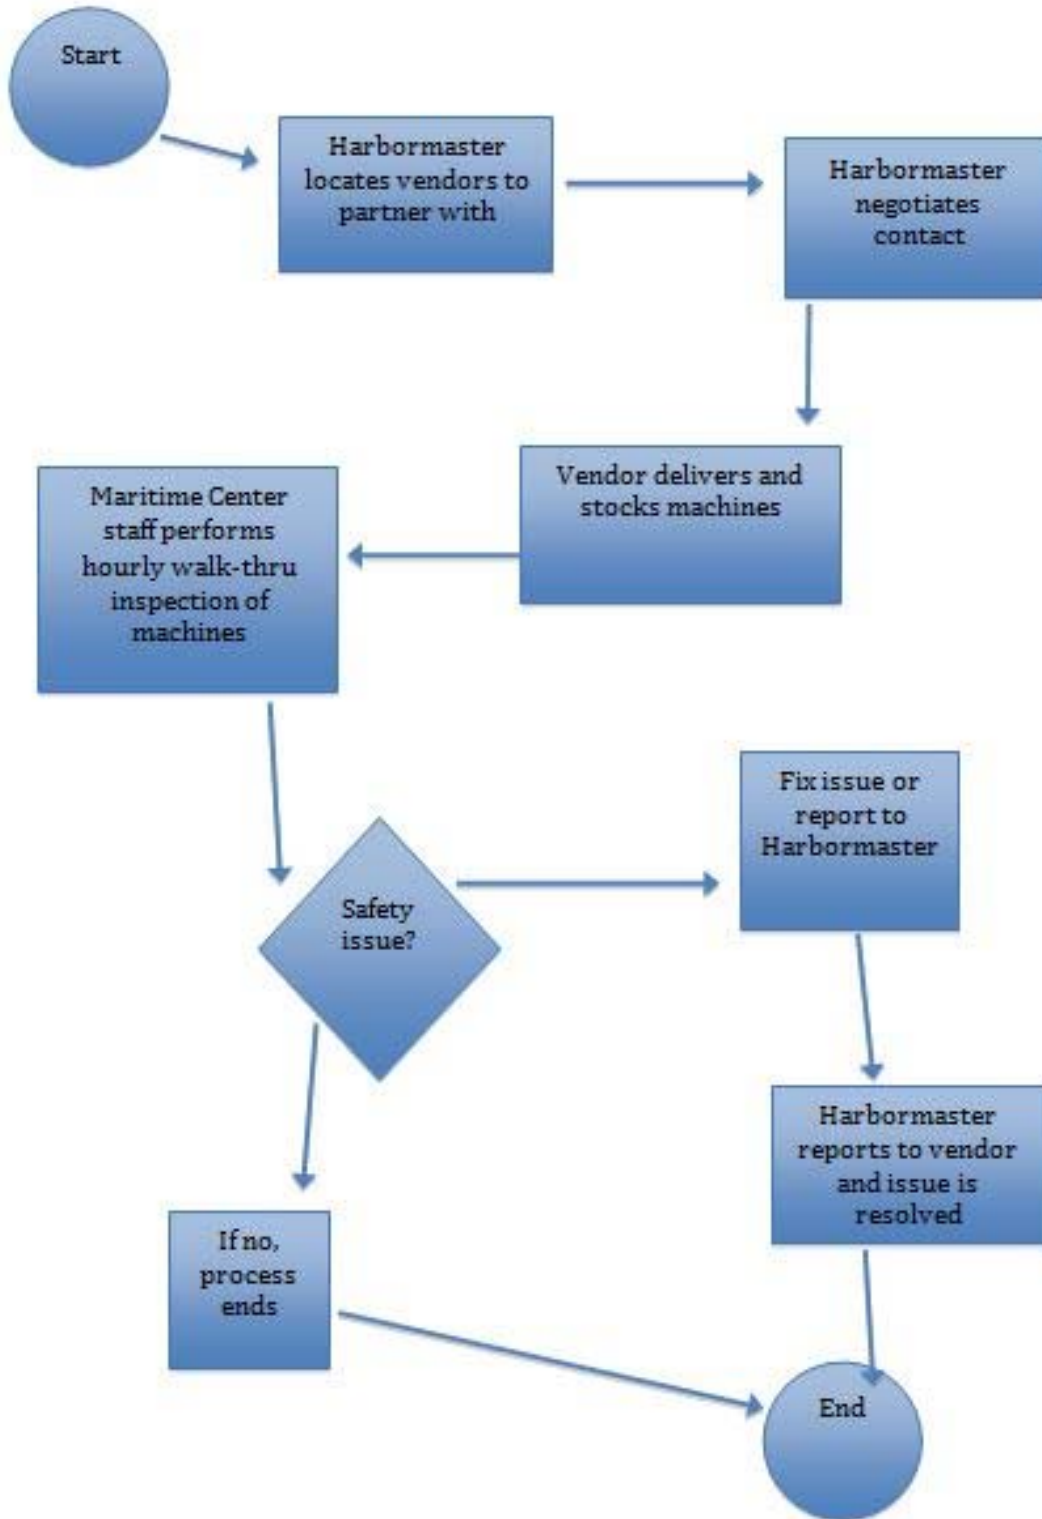 Start
Harbormaster
locates vendors to
partner with
Harbormaster
negotiates
contact
Vendor delivers and
stocks machines
Maritime Center
staff performs
hourly walk-thru
inspection of
machines
Safety
issue?
Fix issue or
report to
Harbormaster
Harbormaster
reports to vendor
and issue is
resolved
If no,
process
ends
End